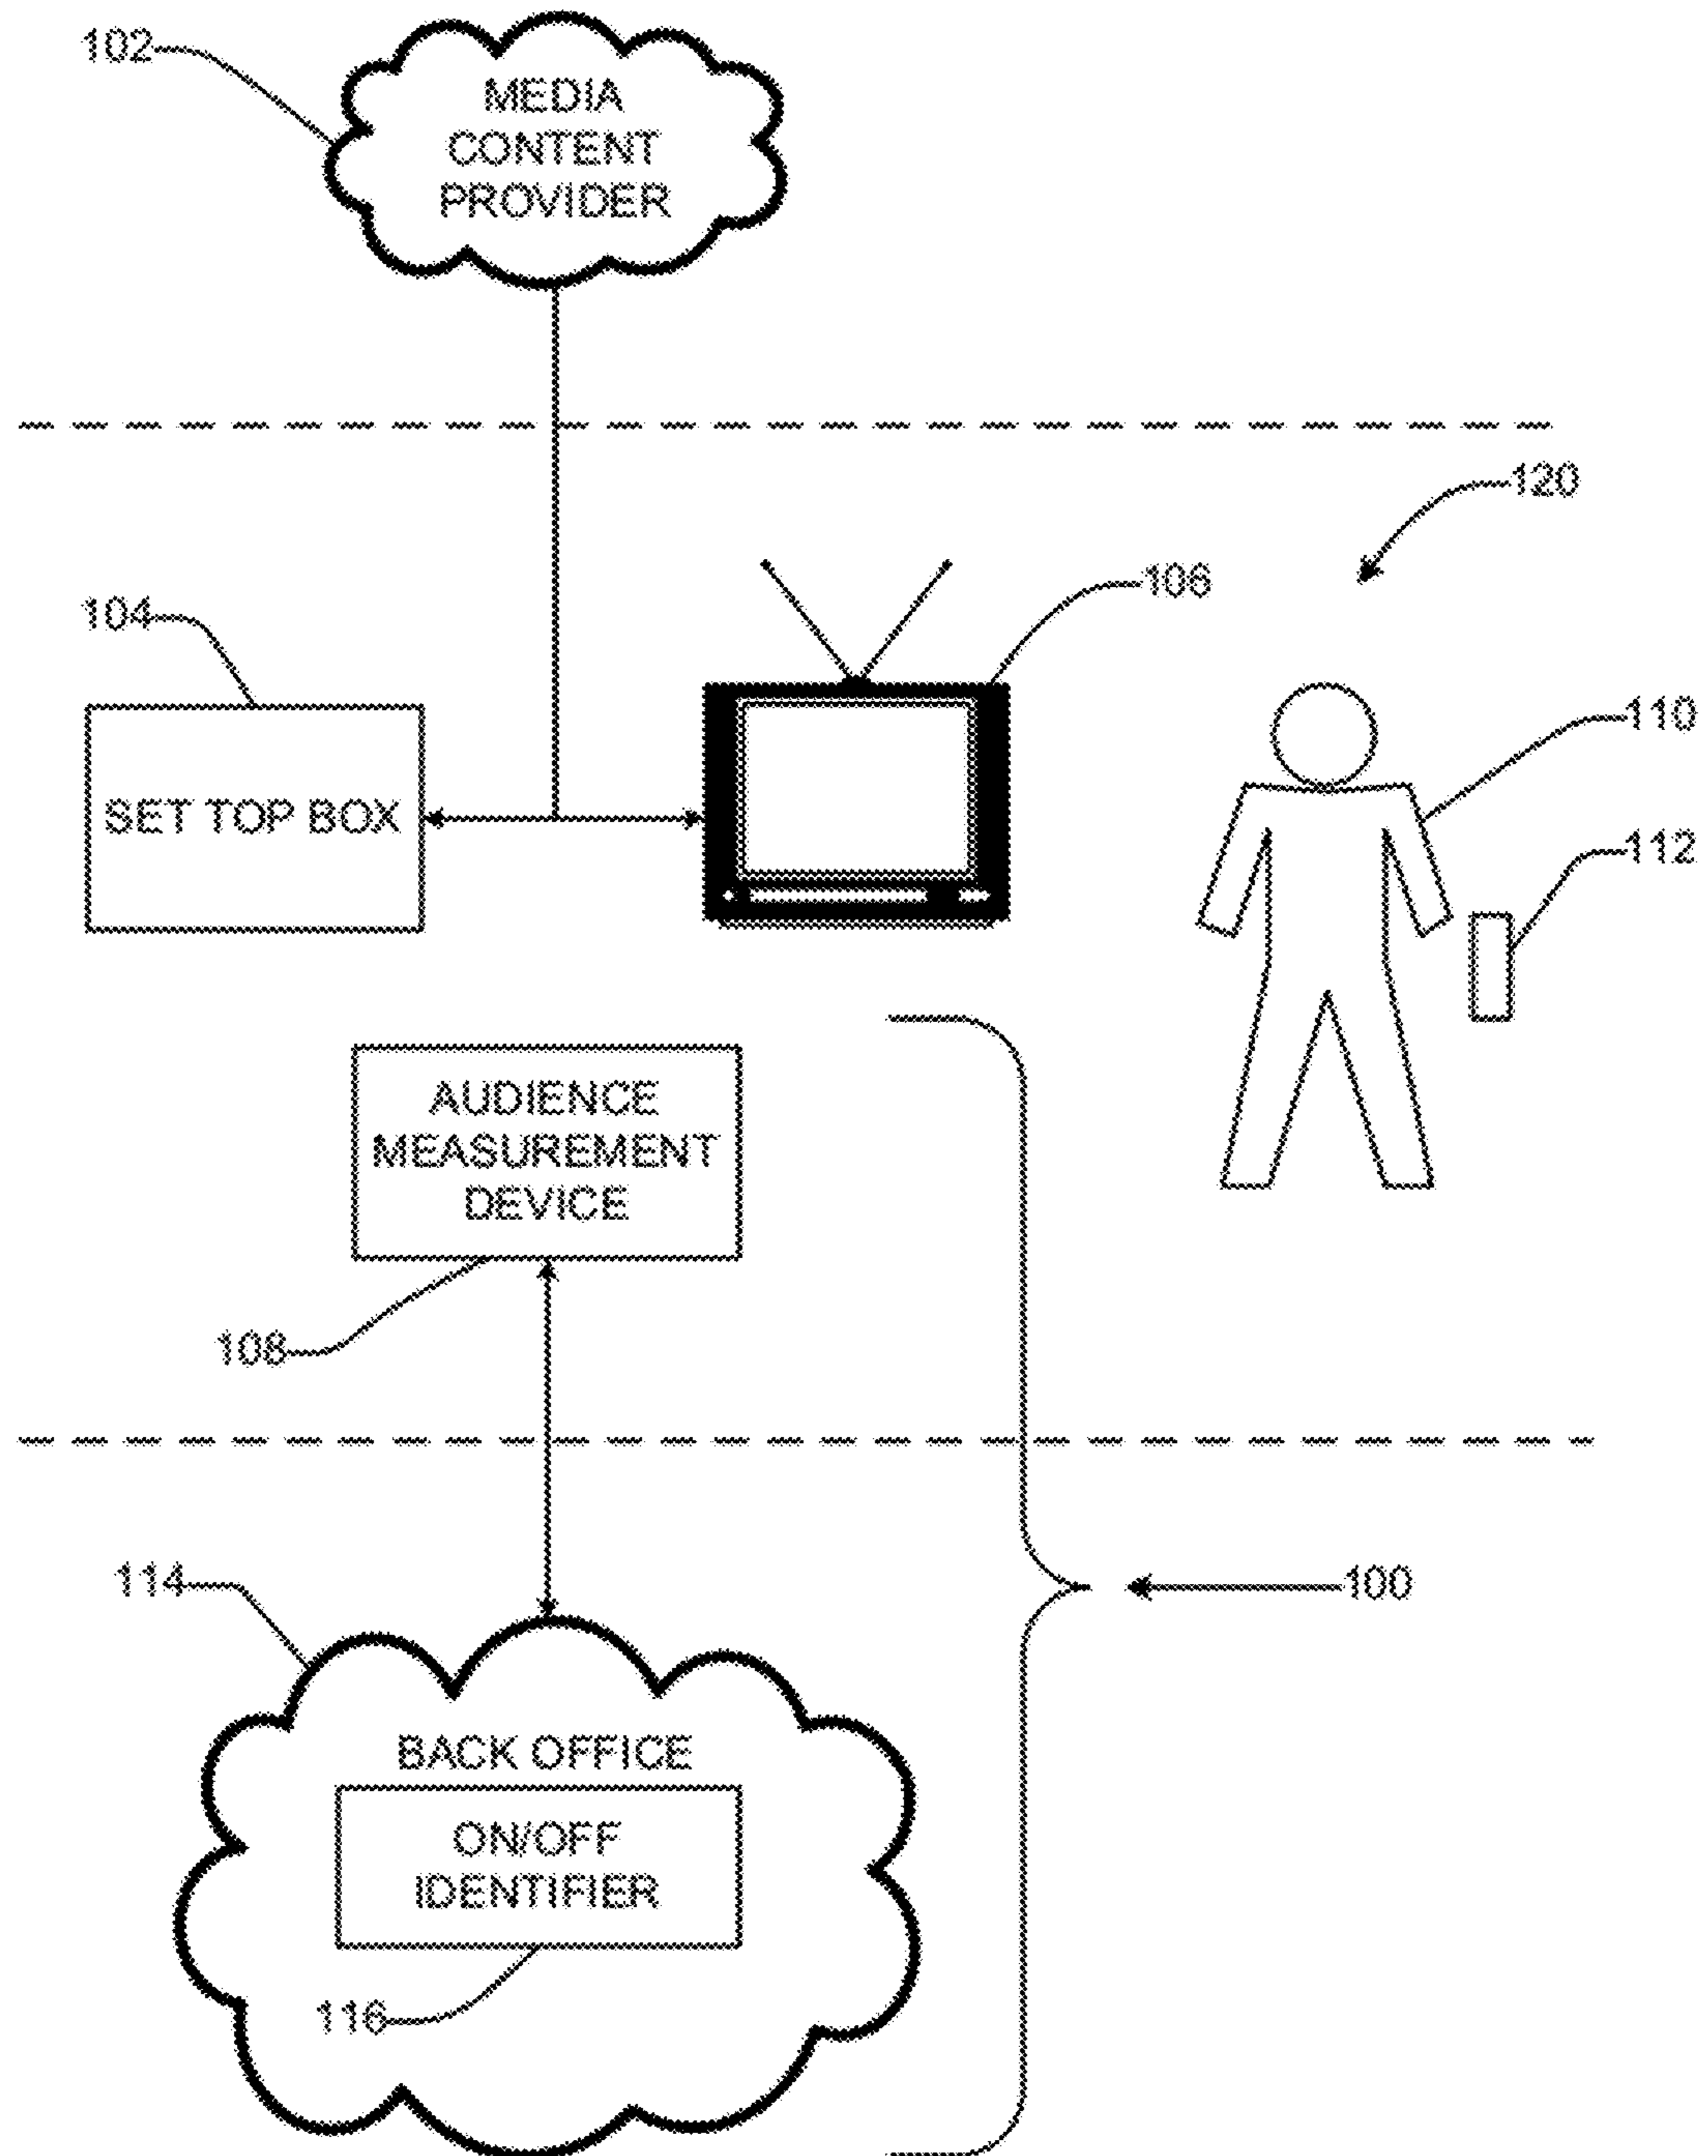 102
MEDIA
CONTENT
PROVIDER
120
106
104
110
SET TOP BOX
112
AUDIENCE
MEASUREMENT
DEVICE
108
114
100
BACK OFFICE
ON/OFF
IDENTIFIER
116